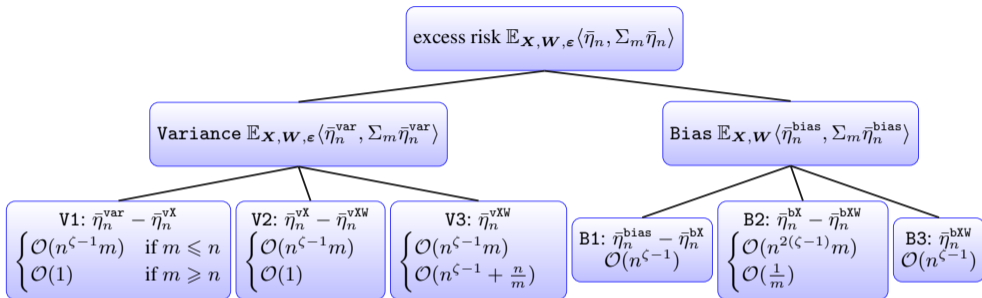 excess risk 𝔼_{X,W,ε}⟨η̄_n, Σ_m η̄_n⟩
Variance 𝔼_{X,W,ε}⟨η̄_n^{var}, Σ_m η̄_n^{var}⟩
Bias 𝔼_{X,W}⟨η̄_n^{bias}, Σ_m η̄_n^{bias}⟩
V1: η̄_n^{var} − η̄_n^{vX}
{ 𝒪(n^{ζ−1}m) if m ⩽ n
𝒪(1) if m ⩾ n
V2: η̄_n^{vX} − η̄_n^{vXW}
{ 𝒪(n^{ζ−1}m)
𝒪(1)
V3: η̄_n^{vXW}
{ 𝒪(n^{ζ−1}m)
𝒪(n^{ζ−1} + n/m)
B1: η̄_n^{bias} − η̄_n^{bX}
𝒪(n^{ζ−1})
B2: η̄_n^{bX} − η̄_n^{bXW}
{ 𝒪(n^{2(ζ−1)}m)
𝒪(1/m)
B3: η̄_n^{bXW}
𝒪(n^{ζ−1})